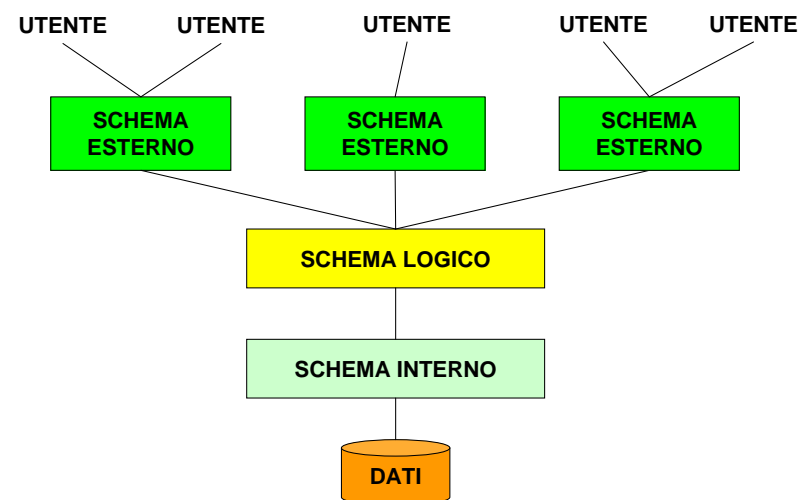 UTENTE UTENTE UTENTE UTENTE UTENTE
SCHEMA
ESTERNO
SCHEMA
ESTERNO
SCHEMA
ESTERNO
SCHEMA LOGICO
SCHEMA INTERNO
DATI